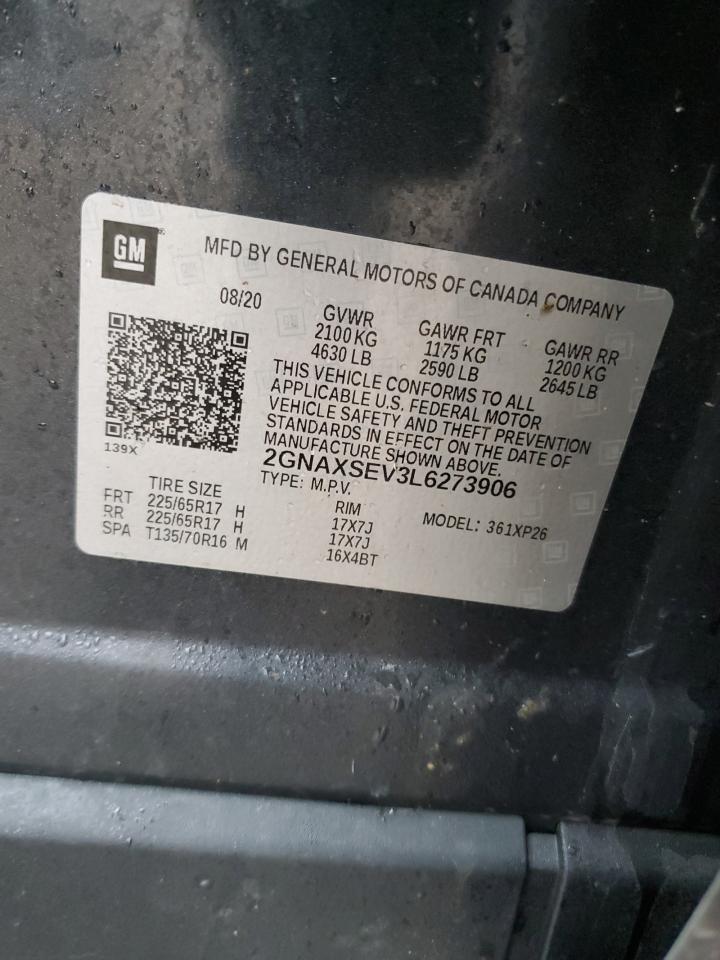 GM
MFD BY GENERAL MOTORS OF CANADA COMPANY
08/20
GVWR
2100 KG
4630 LB
GAWR FRT
1175 KG
2590 LB
GAWR RR
1200 KG
2645 LB
THIS VEHICLE CONFORMS TO ALL
APPLICABLE U.S. FEDERAL MOTOR
VEHICLE SAFETY AND THEFT PREVENTION
STANDARDS IN EFFECT ON THE DATE OF
MANUFACTURE SHOWN ABOVE.
139X
2GNAXSEV3L6273906
TYPE: M.P.V.
MODEL: 361XP26
TIRE SIZE RIM
FRT 225/65R17 H 17X7J
RR 225/65R17 H 17X7J
SPA T135/70R16 M 16X4BT